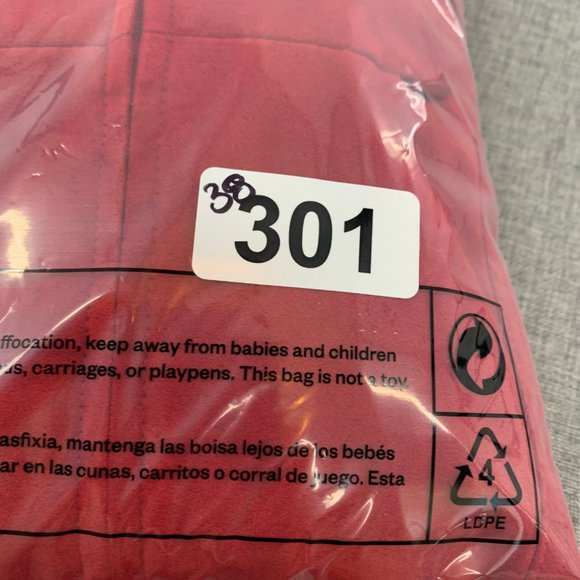 301
ffocation, keep away from babies and children
carriages, or playpens. This bag is not a toy.
asfixia, mantenga las boisa lejos de los bebés
ar en las cunas, carritos o corral de juego. Esta
4
LDPE